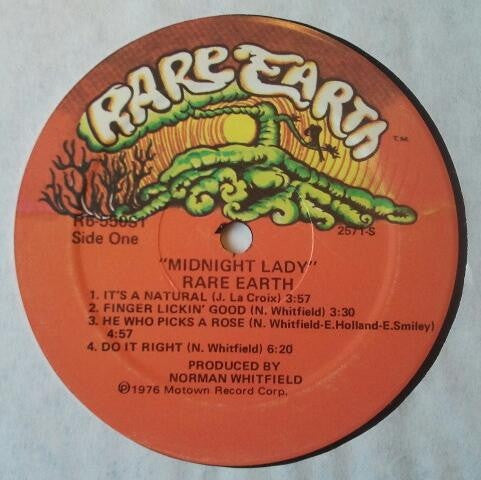 RARE EARTH
T.M.
R6-550S1
Side One
2571-S
"MIDNIGHT LADY"
RARE EARTH
1. IT'S A NATURAL (J. La Croix) 3:57
2. FINGER LICKIN' GOOD (N. Whitfield) 3:30
3. HE WHO PICKS A ROSE (N. Whitfield-E.Holland-E.Smiley)
4:57
4. DO IT RIGHT (N. Whitfield) 6:20
PRODUCED BY
NORMAN WHITFIELD
℗1976 Motown Record Corp.